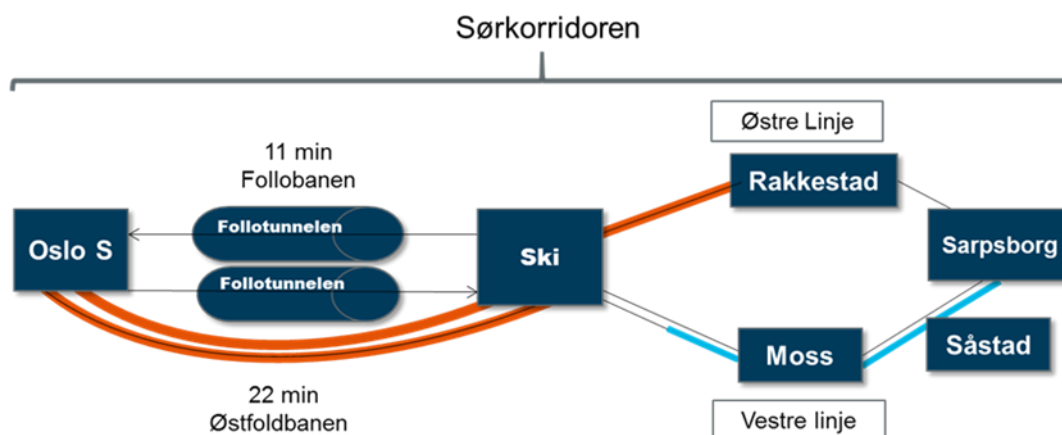 Sørkorridoren
Østre Linje
11 min
Follobanen
Rakkestad
Follotunnelen
Oslo S
Ski
Sarpsborg
Follotunnelen
Moss
Såstad
22 min
Østfoldbanen
Vestre linje